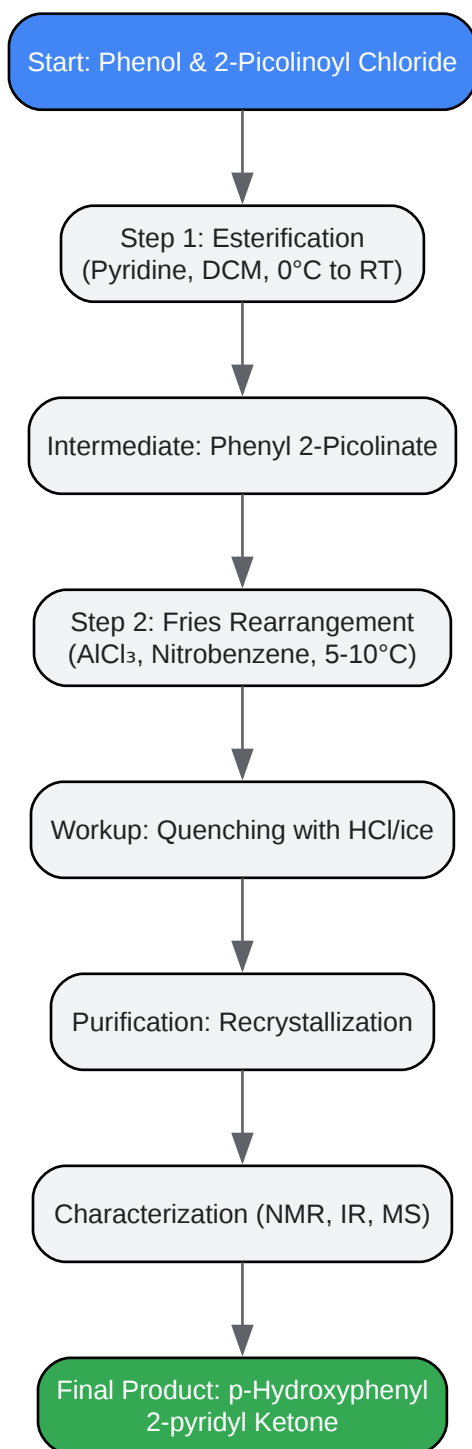 Start: Phenol & 2-Picolinoyl Chloride
Step 1: Esterification
(Pyridine, DCM, 0°C to RT)
Intermediate: Phenyl 2-Picolinate
Step 2: Fries Rearrangement
(AlCl₃, Nitrobenzene, 5-10°C)
Workup: Quenching with HCl/ice
Purification: Recrystallization
Characterization (NMR, IR, MS)
Final Product: p-Hydroxyphenyl
2-pyridyl Ketone